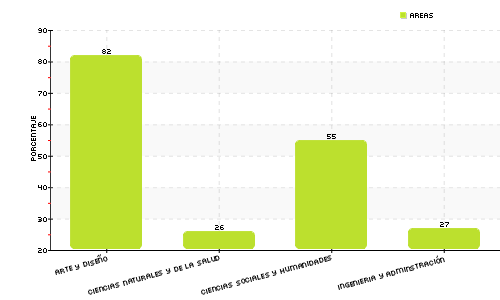 AREAS
PORCENTAJE
90
80
70
60
50
40
30
20
82
26
55
27
ARTE Y DISEÑO
CIENCIAS NATURALES Y DE LA SALUD
CIENCIAS SOCIALES Y HUMANIDADES
INGENIERIA Y ADMINISTRACIÓN